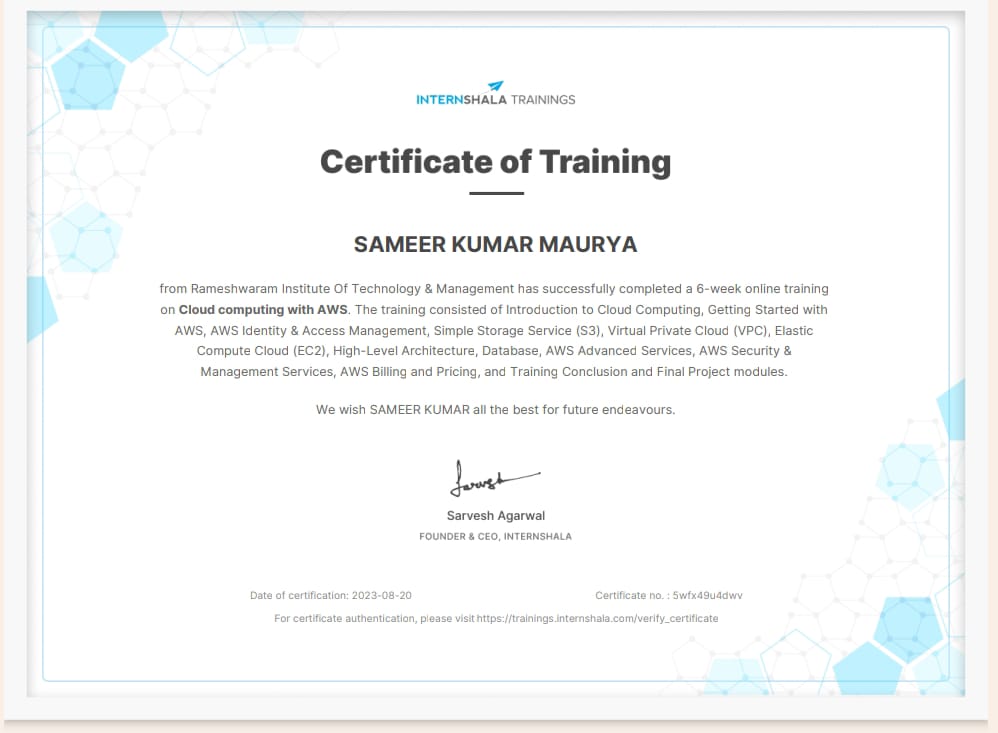 INTERNSHALA TRAININGS
Certificate of Training
SAMEER KUMAR MAURYA
from Rameshwaram Institute Of Technology & Management has successfully completed a 6-week online training
on Cloud computing with AWS. The training consisted of Introduction to Cloud Computing, Getting Started with
AWS, AWS Identity & Access Management, Simple Storage Service (S3), Virtual Private Cloud (VPC), Elastic
Compute Cloud (EC2), High-Level Architecture, Database, AWS Advanced Services, AWS Security &
Management Services, AWS Billing and Pricing, and Training Conclusion and Final Project modules.
We wish SAMEER KUMAR all the best for future endeavours.
Sarvesh
Sarvesh Agarwal
FOUNDER & CEO, INTERNSHALA
Date of certification: 2023-08-20
Certificate no. : 5wfx49u4dwv
For certificate authentication, please visit https://trainings.internshala.com/verify_certificate